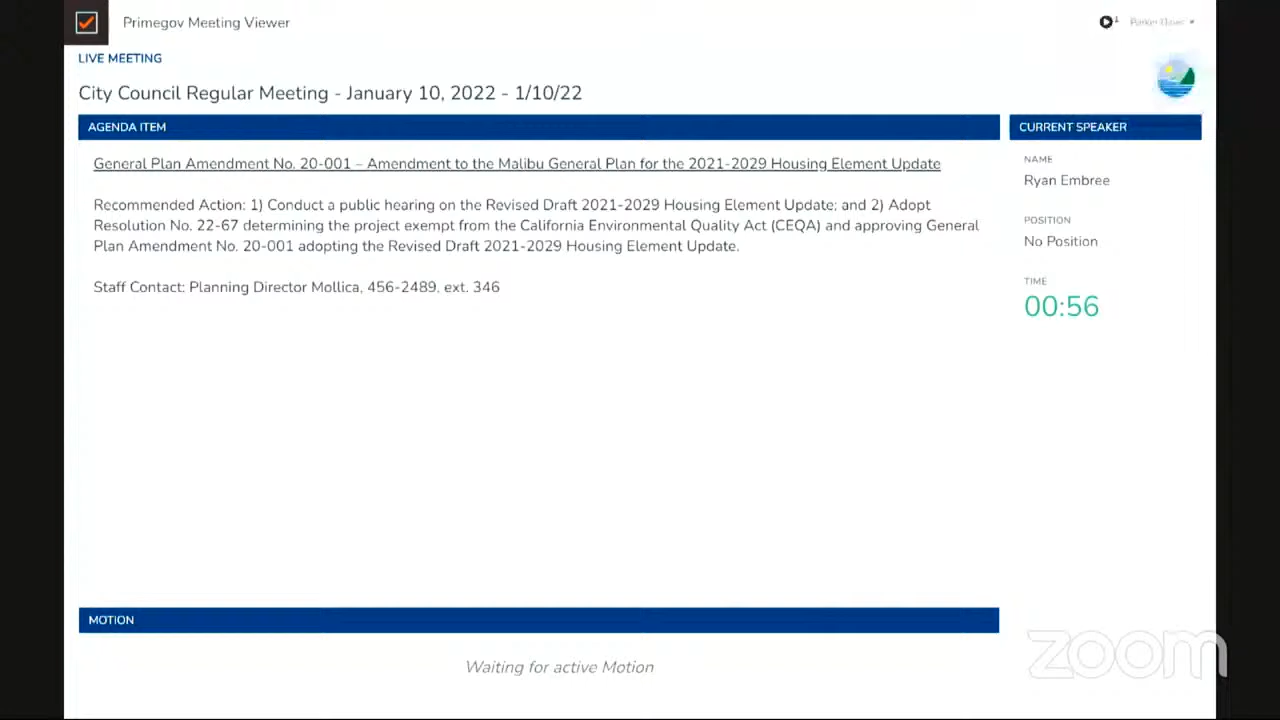 Primegov Meeting Viewer
1
LIVE MEETING
City Council Regular Meeting - January 10, 2022 - 1/10/22
AGENDA ITEM
General Plan Amendment No. 20-001 – Amendment to the Malibu General Plan for the 2021-2029 Housing Element Update
Recommended Action: 1) Conduct a public hearing on the Revised Draft 2021-2029 Housing Element Update; and 2) Adopt
Resolution No. 22-67 determining the project exempt from the California Environmental Quality Act (CEQA) and approving General
Plan Amendment No. 20-001 adopting the Revised Draft 2021-2029 Housing Element Update.
Staff Contact: Planning Director Mollica, 456-2489, ext. 346
CURRENT SPEAKER
NAME
Ryan Embree
POSITION
No Position
TIME
00:56
MOTION
Waiting for active Motion
zoom